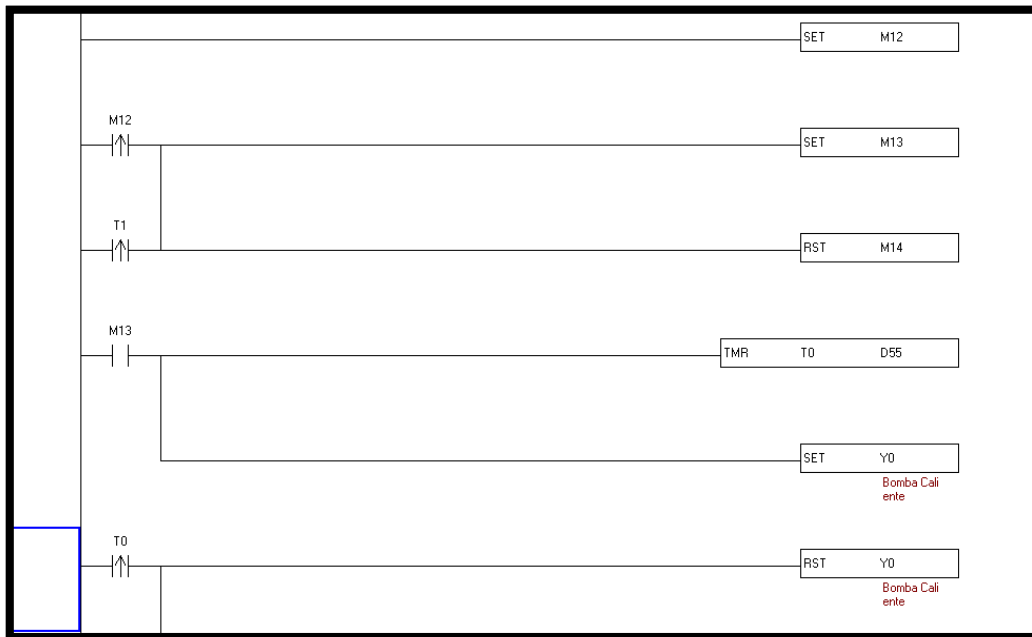 SET M12
M12
SET M13
T1
RST M14
M13
TMR T0 D55
SET Y0
Bomba Cali
ente
T0
RST Y0
Bomba Cali
ente